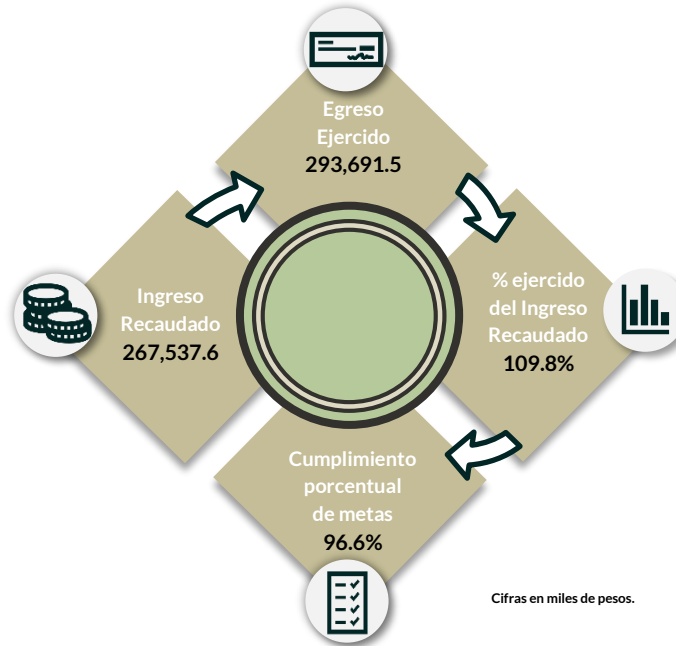 Egreso
Ejercido
293,691.5
Ingreso
Recaudado
267,537.6
% ejercido
del Ingreso
Recaudado
109.8%
Cumplimiento
porcentual
de metas
96.6%
Cifras en miles de pesos.